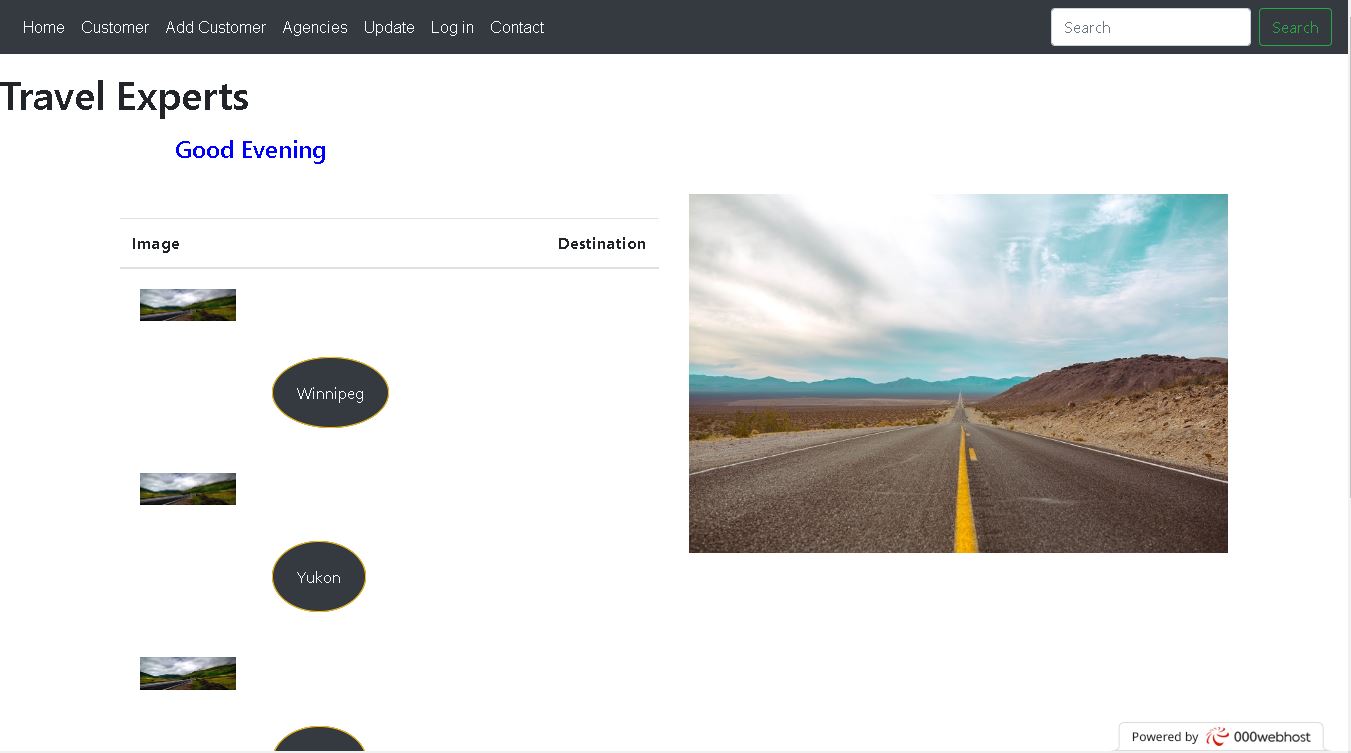 Home Customer Add Customer Agencies Update Log in Contact Search Search
Travel Experts
Good Evening
Image Destination
Winnipeg
Yukon
Powered by 000webhost